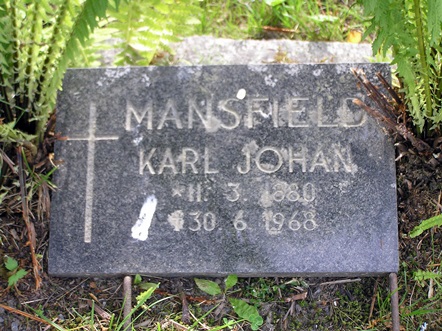 MANSFIELD
KARL JOHAN
*11. 3. 1880
✝30. 6. 1968